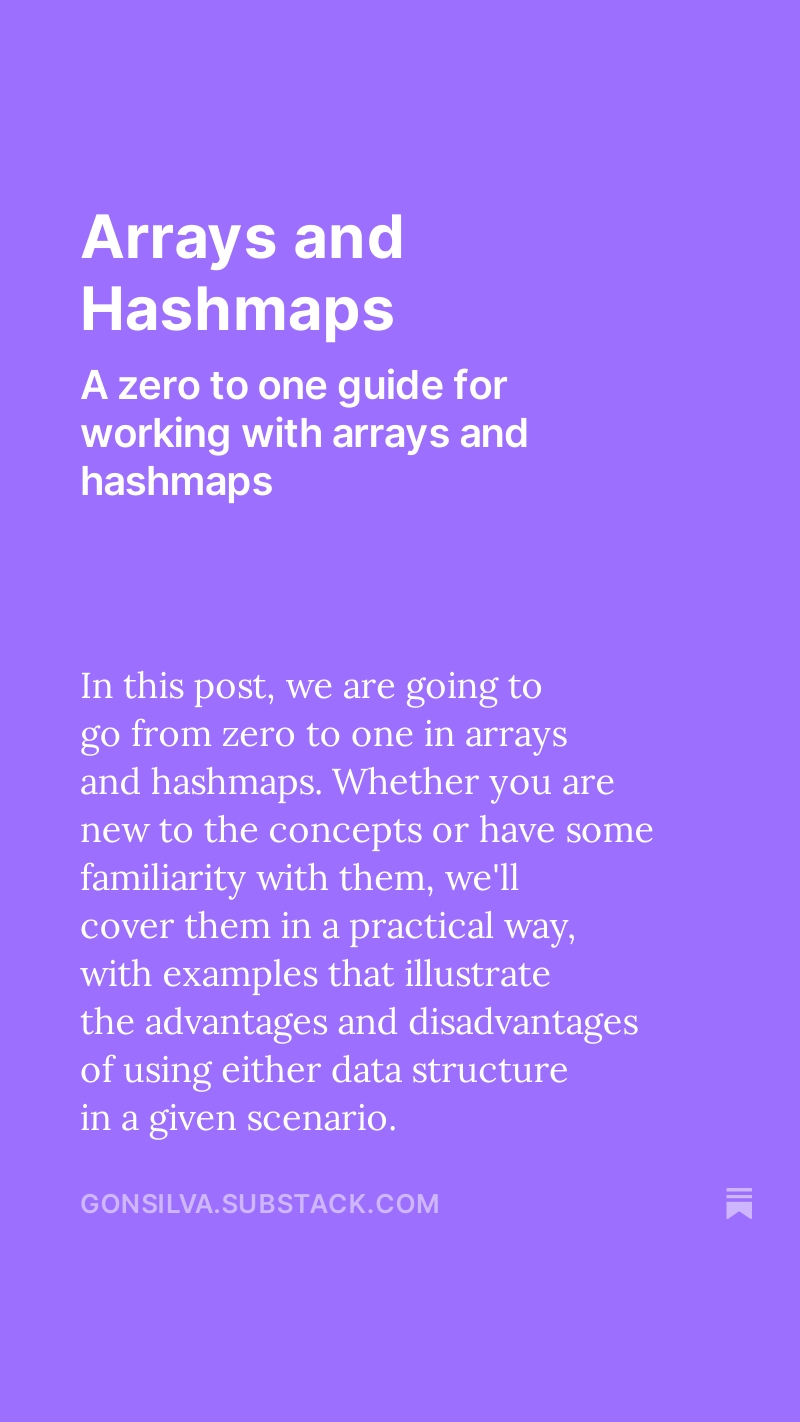 Arrays and
Hashmaps
A zero to one guide for
working with arrays and
hashmaps
In this post, we are going to
go from zero to one in arrays
and hashmaps. Whether you are
new to the concepts or have some
familiarity with them, we'll
cover them in a practical way,
with examples that illustrate
the advantages and disadvantages
of using either data structure
in a given scenario.
GONSILVA.SUBSTACK.COM